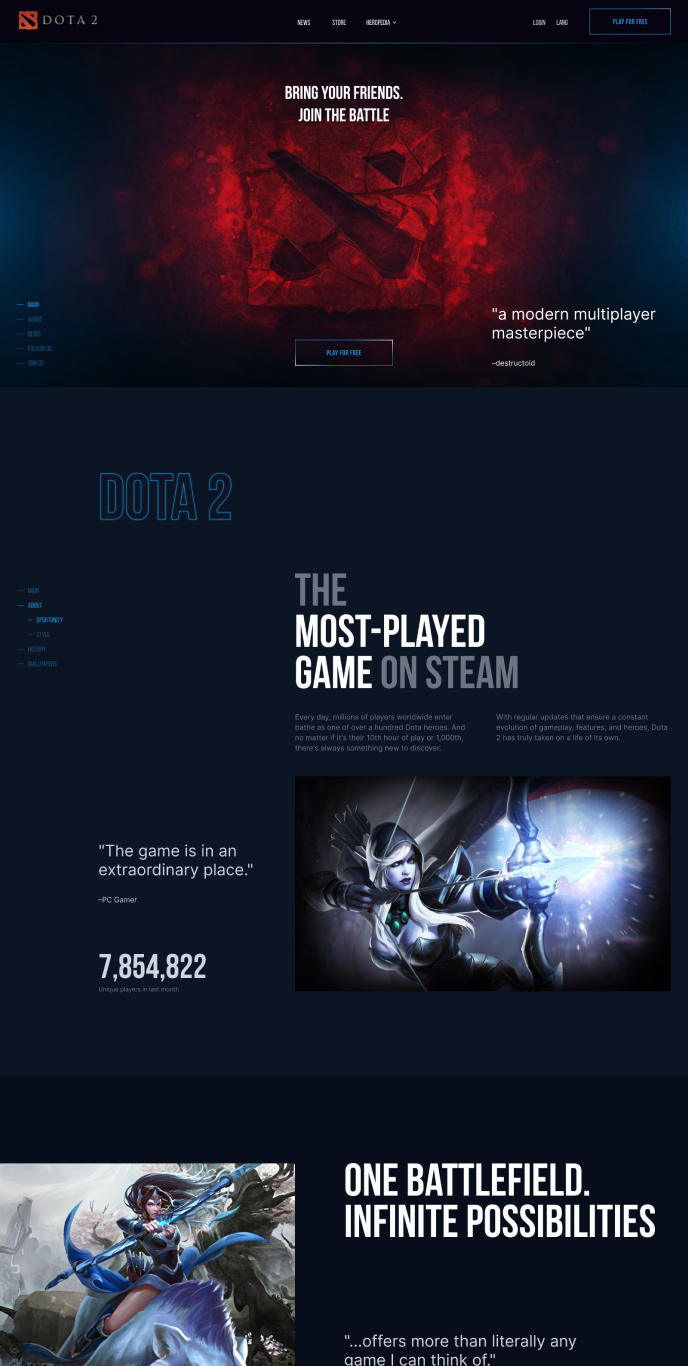 DOTA 2
NEWS
STORE
HEROPEDIA
LOGIN
LANG
PLAY FOR FREE
BRING YOUR FRIENDS.
JOIN THE BATTLE
MAIN
ABOUT
NEWS
FOLLOW US
JOIN US
"a modern multiplayer
masterpiece"
–destructoid
PLAY FOR FREE
DOTA 2
MAIN
ABOUT
OPORTUNITY
STYLE
HISTORY
WALLPAPERS
THE
MOST-PLAYED
GAME ON STEAM
Every day, millions of players worldwide enter
battle as one of over a hundred Dota heroes. And
no matter if it's their 10th hour of play or 1,000th,
there's always something new to discover.
With regular updates that ensure a constant
evolution of gameplay, features, and heroes, Dota
2 has truly taken on a life of its own.
"The game is in an
extraordinary place."
–PC Gamer
7,854,822
Unique players in last month
ONE BATTLEFIELD.
INFINITE POSSIBILITIES
"...offers more than literally any
game I can think of."